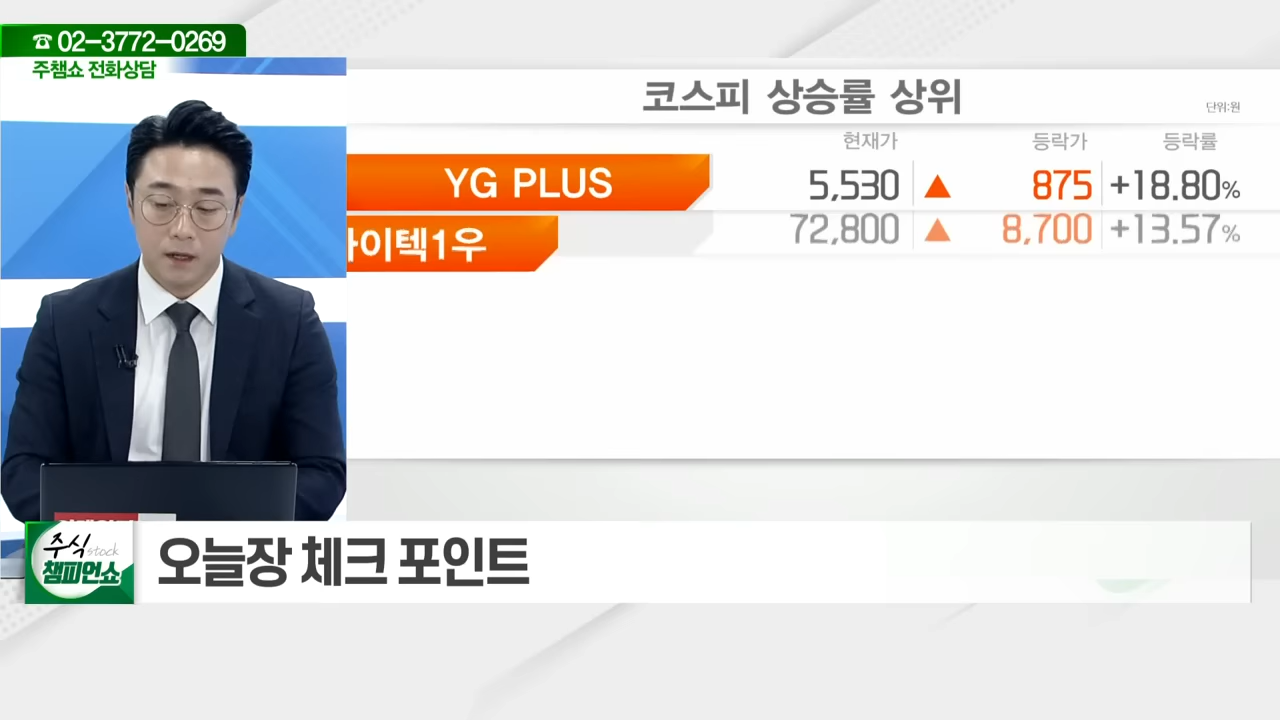 ☎ 02-3772-0269
주챔쇼 전화상담
코스피 상승률 상위
단위:원
현재가 등락가 등락률
YG PLUS 5,530 ▲ 875 +18.80%
하이텍1우 72,800 ▲ 8,700 +13.57%
주식 stock
챔피언쇼
오늘장 체크 포인트